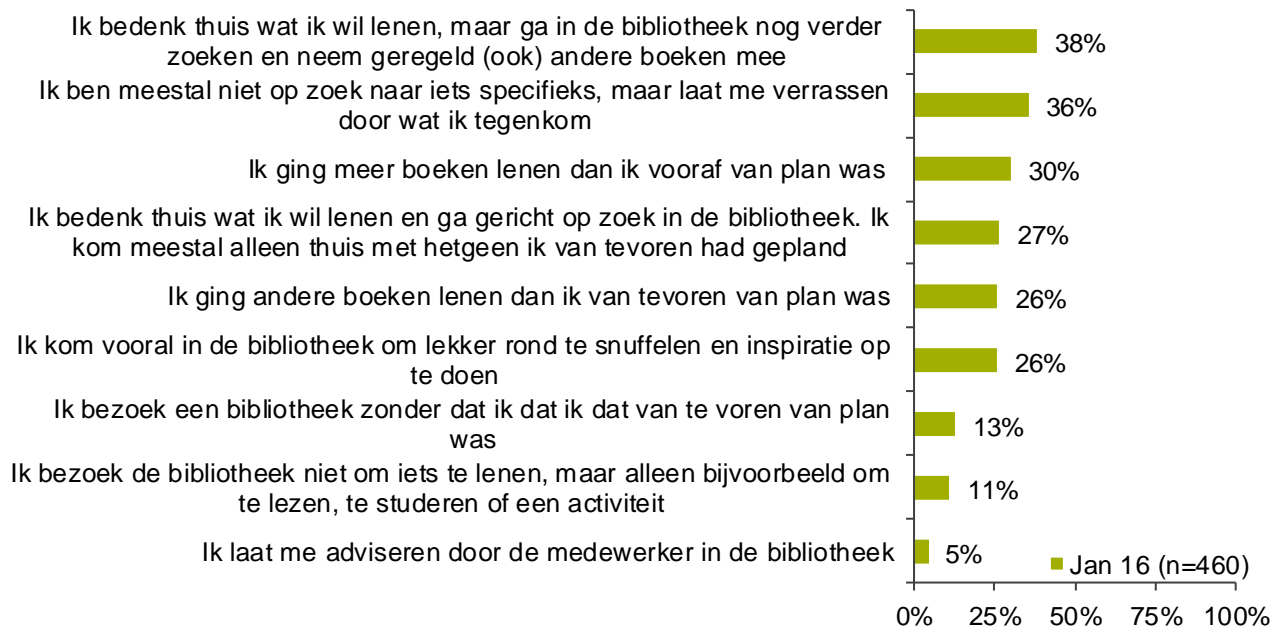 Ik bedenk thuis wat ik wil lenen, maar ga in de bibliotheek nog verder
zoeken en neem geregeld (ook) andere boeken mee
38%
Ik ben meestal niet op zoek naar iets specifieks, maar laat me verrassen
door wat ik tegenkom
36%
Ik ging meer boeken lenen dan ik vooraf van plan was
30%
Ik bedenk thuis wat ik wil lenen en ga gericht op zoek in de bibliotheek. Ik
kom meestal alleen thuis met hetgeen ik van tevoren had gepland
27%
Ik ging andere boeken lenen dan ik van tevoren van plan was
26%
Ik kom vooral in de bibliotheek om lekker rond te snuffelen en inspiratie op
te doen
26%
Ik bezoek een bibliotheek zonder dat ik dat ik dat van te voren van plan
was
13%
Ik bezoek de bibliotheek niet om iets te lenen, maar alleen bijvoorbeeld om
te lezen, te studeren of een activiteit
11%
Ik laat me adviseren door de medewerker in de bibliotheek
5%
Jan 16 (n=460)
0% 25% 50% 75% 100%